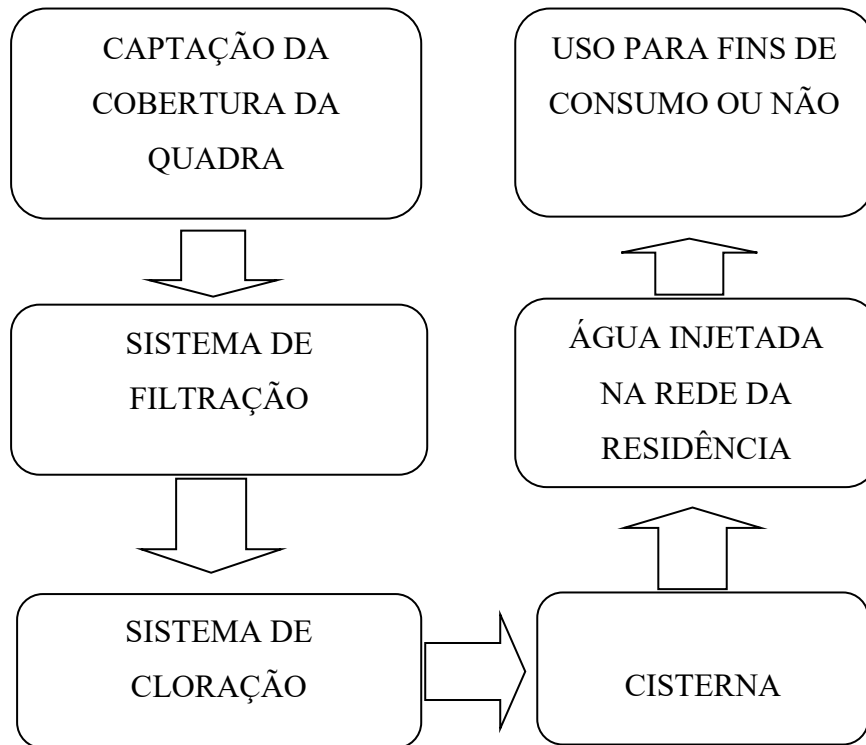 CAPTAÇÃO DA
COBERTURA DA
QUADRA
SISTEMA DE
FILTRAÇÃO
SISTEMA DE
CLORAÇÃO
CISTERNA
ÁGUA INJETADA
NA REDE DA
RESIDÊNCIA
USO PARA FINS DE
CONSUMO OU NÃO